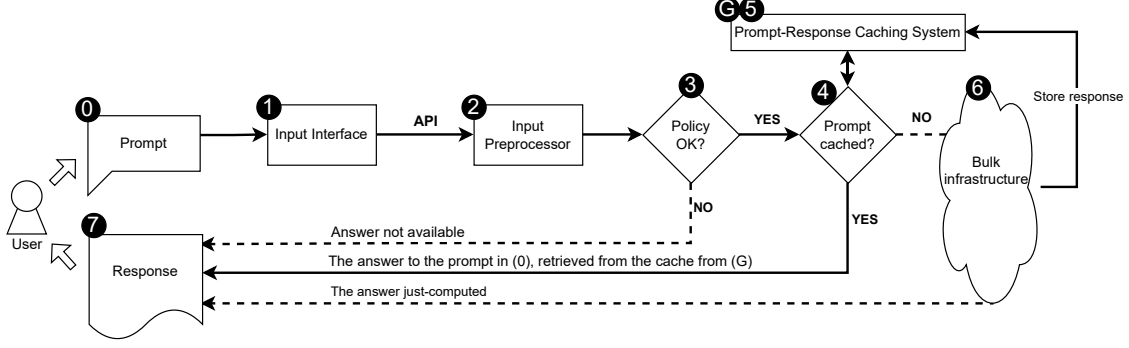 G 5
Prompt-Response Caching System
0
Prompt
1
Input Interface
API
2
Input
Preprocessor
3
Policy
OK?
YES
4
Prompt
cached?
NO
6
Bulk
infrastructure
Store response
User
NO
YES
7
Response
Answer not available
The answer to the prompt in (0), retrieved from the cache from (G)
The answer just-computed